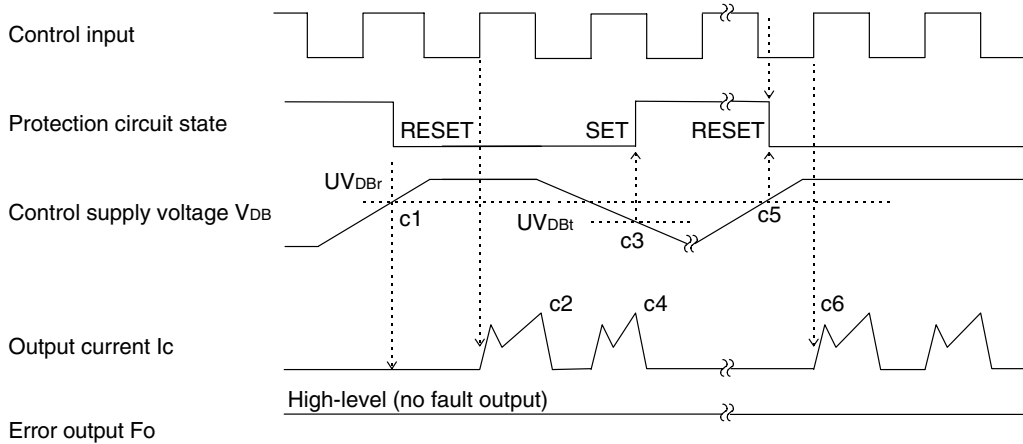 Control input
Protection circuit state
RESET
SET
RESET
UVDBr
Control supply voltage VDB
c1
UVDBt
c3
c5
c2
c4
c6
Output current Ic
High-level (no fault output)
Error output Fo